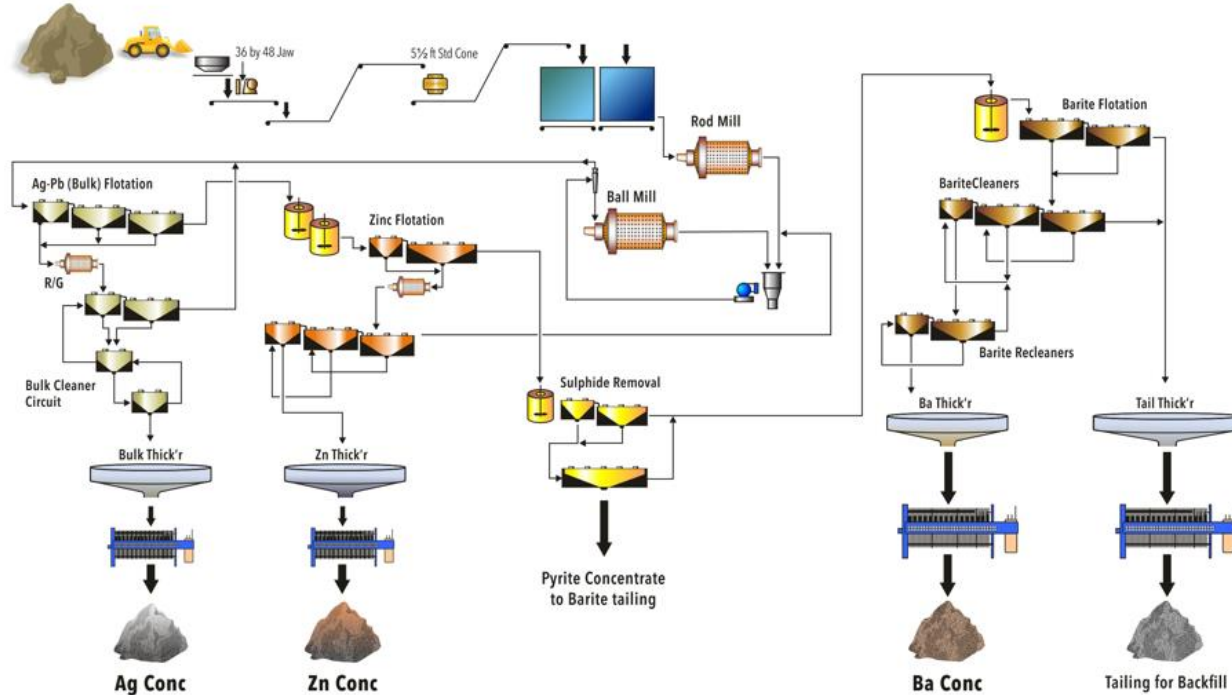 36 by 48 Jaw
5½ ft Std Cone
Rod Mill
Barite Flotation
Ag-Pb (Bulk) Flotation
Ball Mill
BariteCleaners
Zinc Flotation
R/G
Barite Recleaners
Bulk Cleaner
Circuit
Sulphide Removal
Bulk Thick'r
Zn Thick'r
Ba Thick'r
Tail Thick'r
Pyrite Concentrate
to Barite tailing
Ag Conc
Zn Conc
Ba Conc
Tailing for Backfill